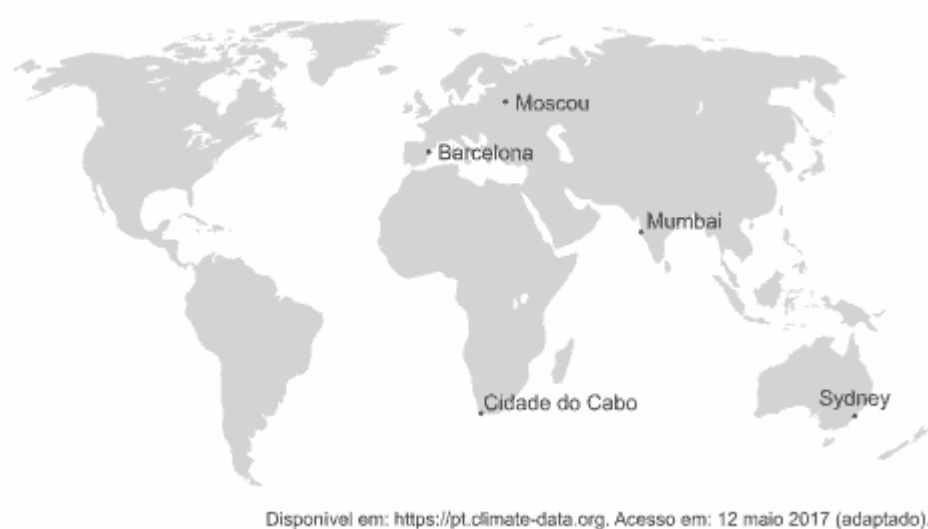 Moscou
Barcelona
Mumbai
Cidade do Cabo
Sydney
Disponível em: https://pt.climate-data.org. Acesso em: 12 maio 2017 (adaptado).